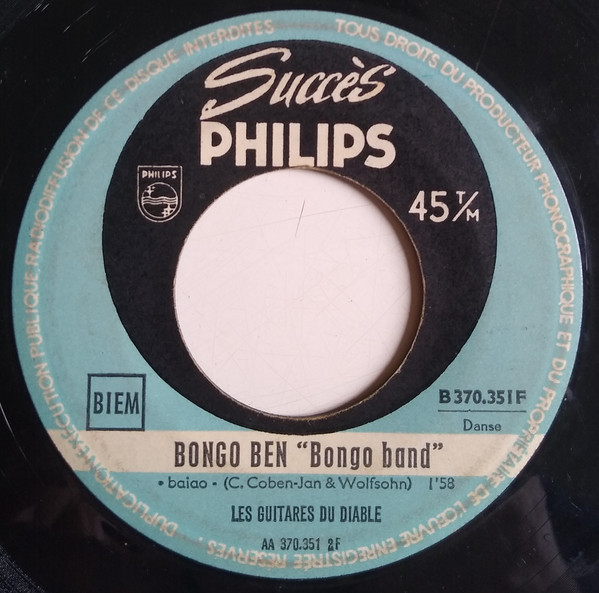 TOUS DROITS DU PRODUCTEUR PHONOGRAPHIQUE ET DU PROPRIÉTAIRE DE L'ŒUVRE ENREGISTRÉE RÉSERVÉS · DUPLICATION EXÉCUTION PUBLIQUE, RADIODIFFUSION DE CE DISQUE INTERDITES
Succès
PHILIPS
PHILIPS
45 T/M
BIEM
B 370.351 F
Danse
BONGO BEN "Bongo band"
• baiao • (C. Coben-Jan & Wolfsohn) 1'58
LES GUITARES DU DIABLE
AA 370.351 2F